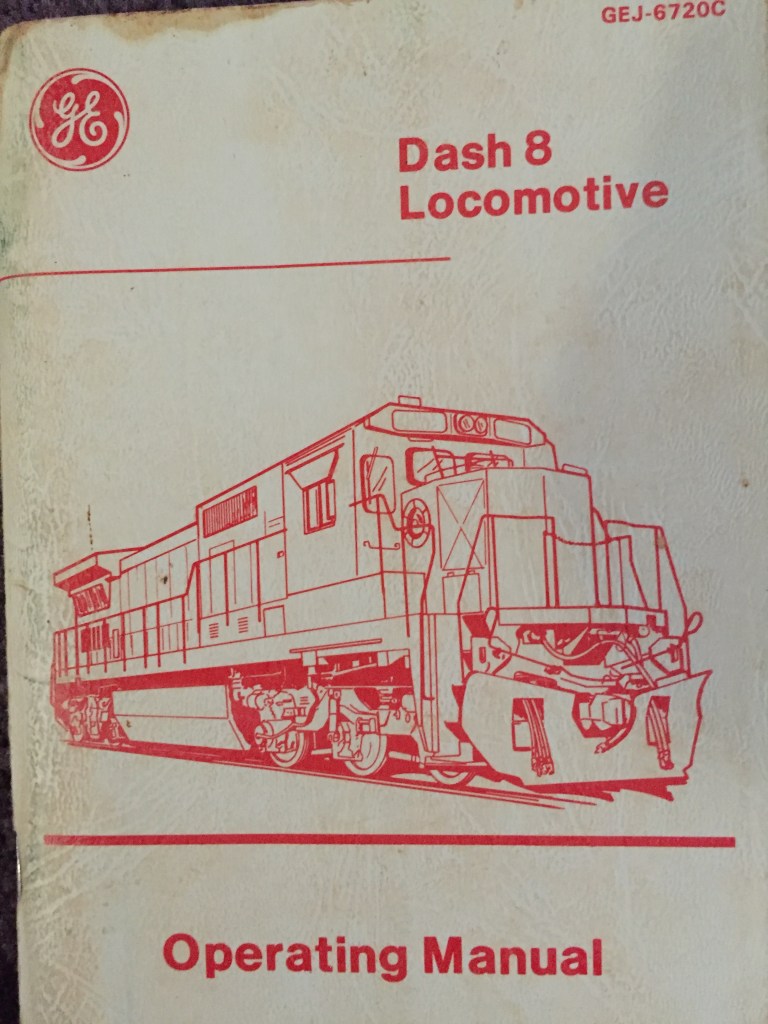 GEJ-6720C
GE
Dash 8
Locomotive
Operating Manual